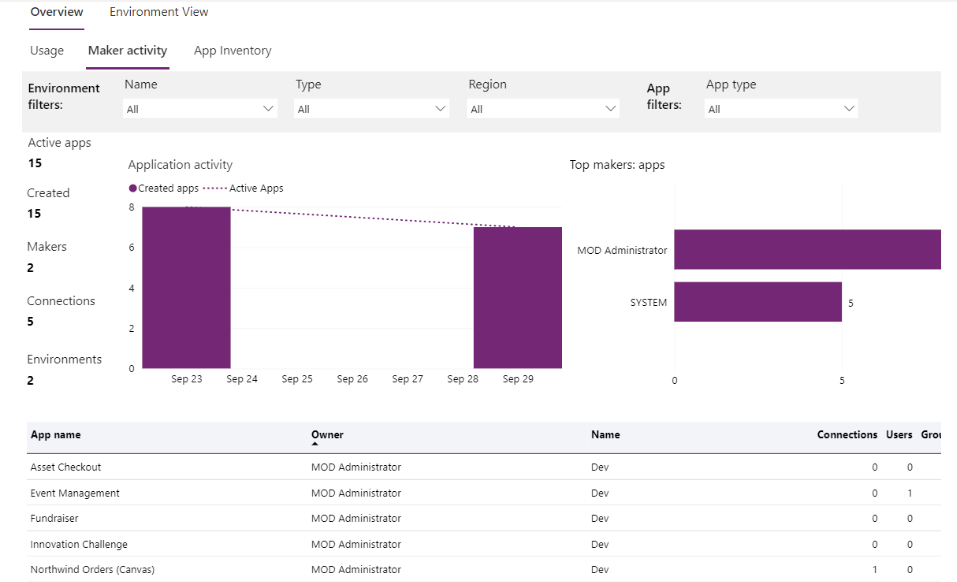 Overview Environment View
Usage Maker activity App Inventory
Environment filters: Name Type Region App filters: App type
All All All All
Active apps
15
Created
15
Makers
2
Connections
5
Environments
2
Application activity
Created apps Active Apps
8
6
4
2
0
Sep 23 Sep 24 Sep 25 Sep 26 Sep 27 Sep 28 Sep 29
Top makers: apps
MOD Administrator
SYSTEM 5
0 5
App name Owner Name Connections Users Grou
Asset Checkout MOD Administrator Dev 0 0
Event Management MOD Administrator Dev 0 1
Fundraiser MOD Administrator Dev 0 0
Innovation Challenge MOD Administrator Dev 0 0
Northwind Orders (Canvas) MOD Administrator Dev 1 0